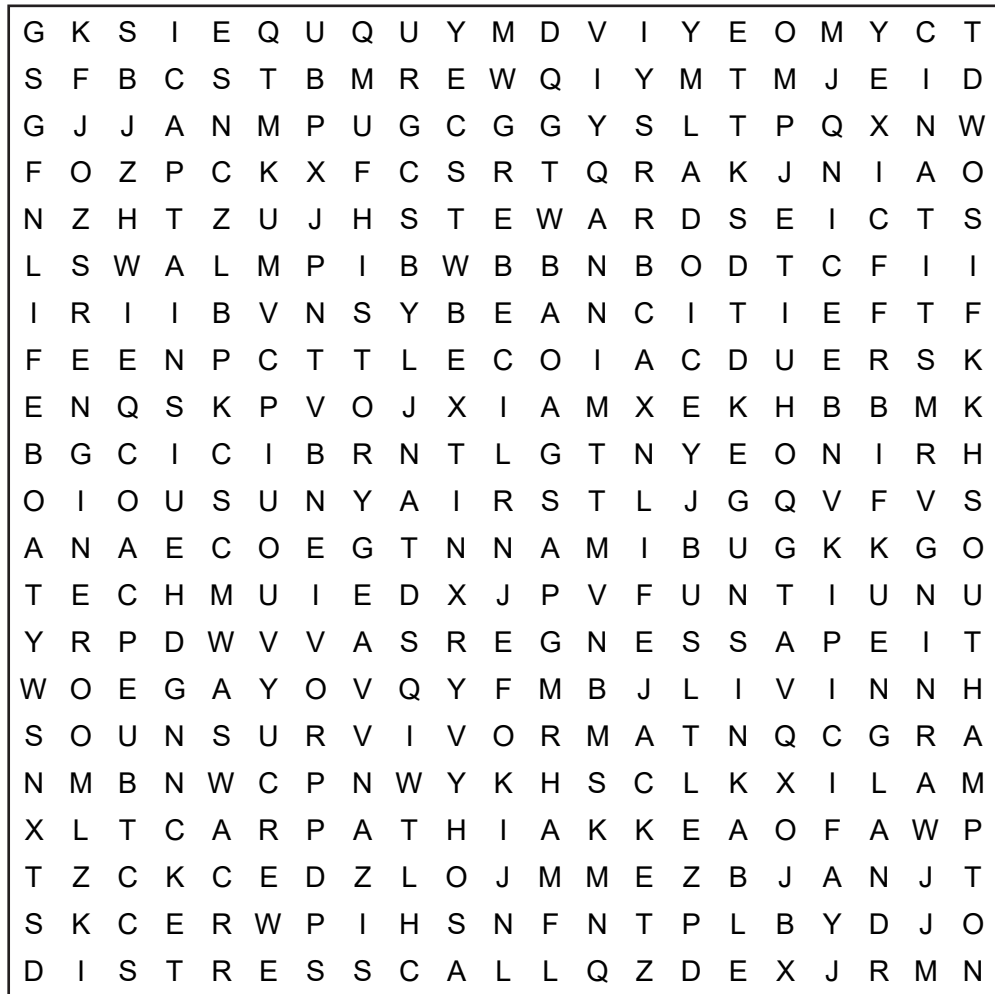 G K S I E Q U Q U Y M D V I Y E O M Y C T
S F B C S T B M R E W Q I Y M T M J E I D
G J J A N M P U G C G G Y S L T P Q X N W
F O Z P C K X F C S R T Q R A K J N I A O
N Z H T Z U J H S T E W A R D S E I C T S
L S W A L M P I B W B B N B O D T C F I I
I R I I B V N S Y B E A N C I T I E F T F
F E E N P C T T L E C O I A C D U E R S K
E N Q S K P V O J X I A M X E K H B B M K
B G C I C I B R N T L G T N Y E O N I R H
O I O U S U N Y A I R S T L J G Q V F V S
A N A E C O E G T N N A M I B U G K K G O
T E C H M U I E D X J P V F U N T I U N U
Y R P D W V V A S R E G N E S S A P E I T
W O E G A Y O V Q Y F M B J L I V I N N H
S O U N S U R V I V O R M A T N Q C G R A
N M B N W C P N W Y K H S C L K X I L A M
X L T C A R P A T H I A K K E A O F A W P
T Z C K C E D Z L O J M M E Z B J A N J T
S K C E R W P I H S N F N T P L B Y D J O
D I S T R E S S C A L L Q Z D E X J R M N